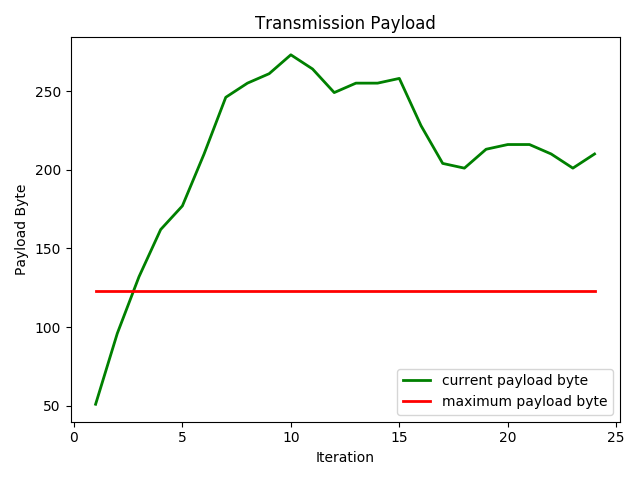 Transmission Payload
Payload Byte
250
200
150
100
50
0
5
10
15
20
25
Iteration
current payload byte
maximum payload byte